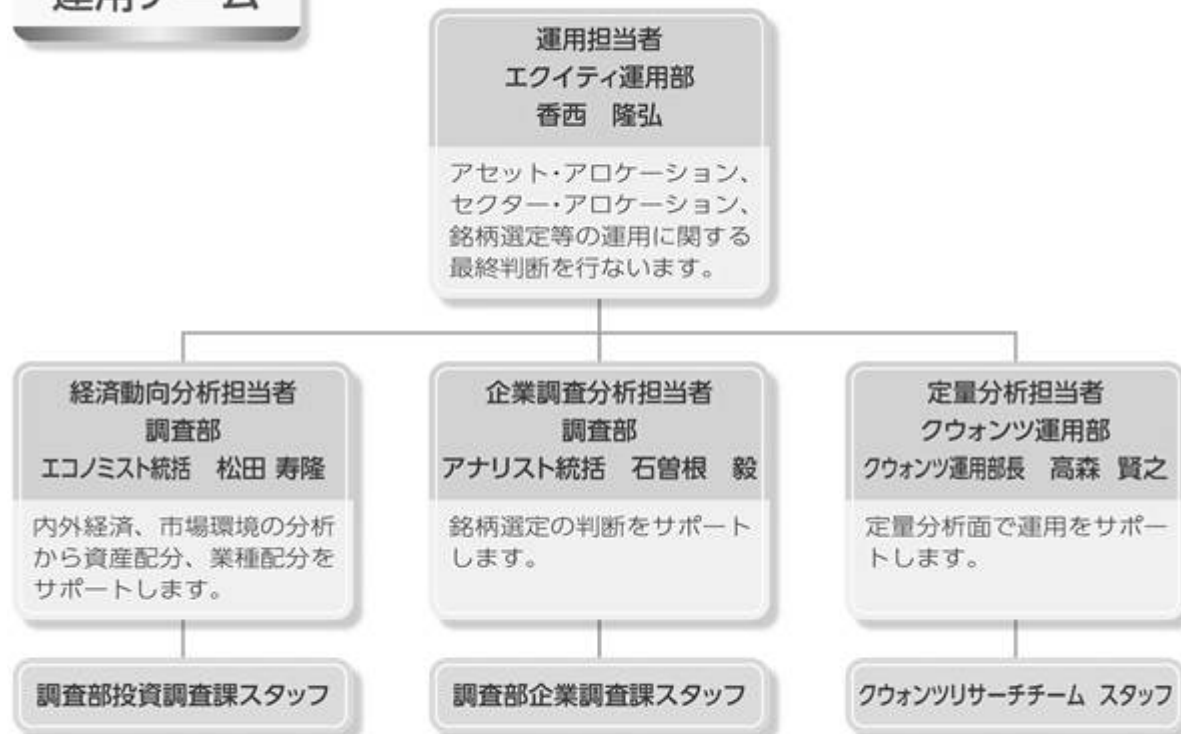 運用チーム
運用担当者
エクイティ運用部
香西 隆弘
アセット・アロケーション、
セクター・アロケーション、
銘柄選定等の運用に関する
最終判断を行ないます。
経済動向分析担当者
調査部
エコノミスト統括 松田 寿隆
内外経済、市場環境の分析
から資産配分、業種配分を
サポートします。
企業調査分析担当者
調査部
アナリスト統括 石曽根 毅
銘柄選定の判断をサポート
します。
定量分析担当者
クウォンツ運用部
クウォンツ運用部長 高森 賢之
定量分析面で運用をサポー
トします。
調査部投資調査課スタッフ
調査部企業調査課スタッフ
クウォンツリサーチチーム スタッフ